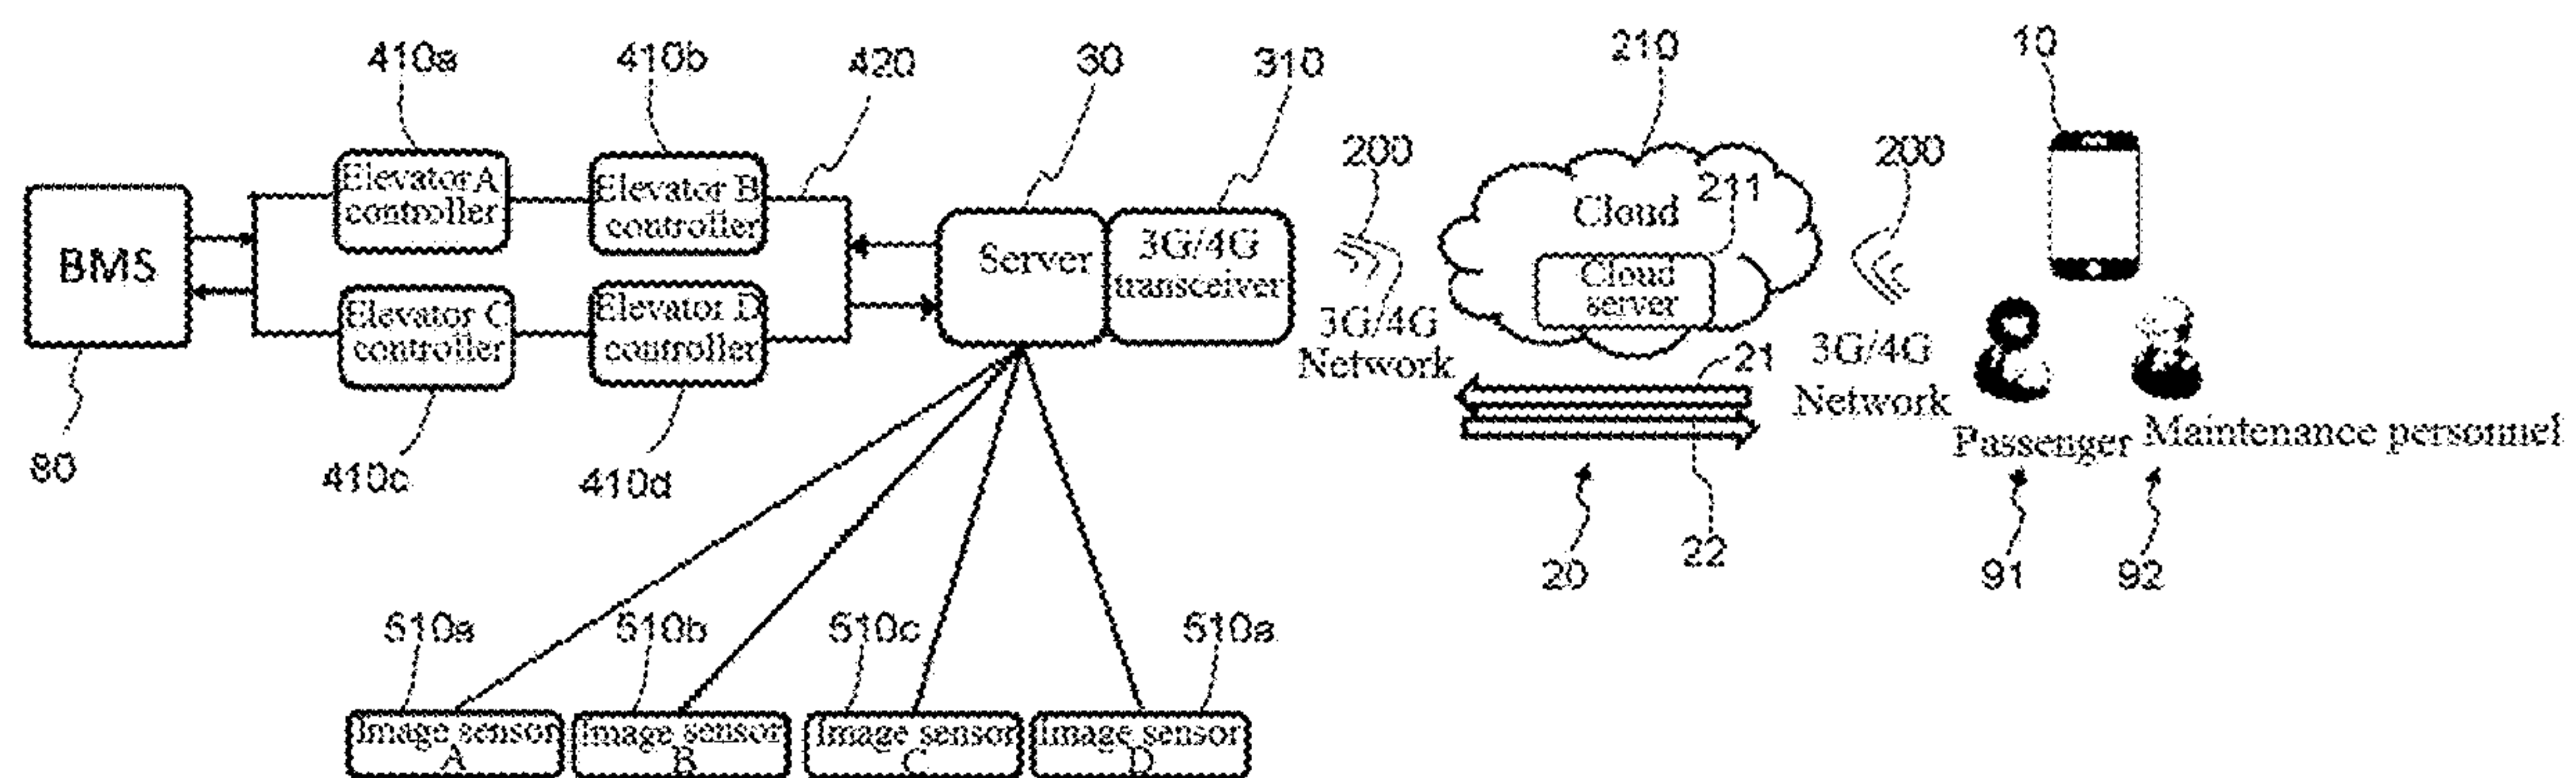 410a
410b
420
30
310
210
10
200
200
BMS
Elevator A
controller
Elevator B
controller
Server
3G/4G
transceiver
Cloud
211
Cloud
server
Elevator C
controller
Elevator D
controller
3G/4G
Network
21
3G/4G
Network
Passenger
Maintenance personnel
80
410c
410d
20
22
91
92
510a
510b
510c
510a
Image sensor
A
Image sensor
B
Image sensor
C
Image sensor
D